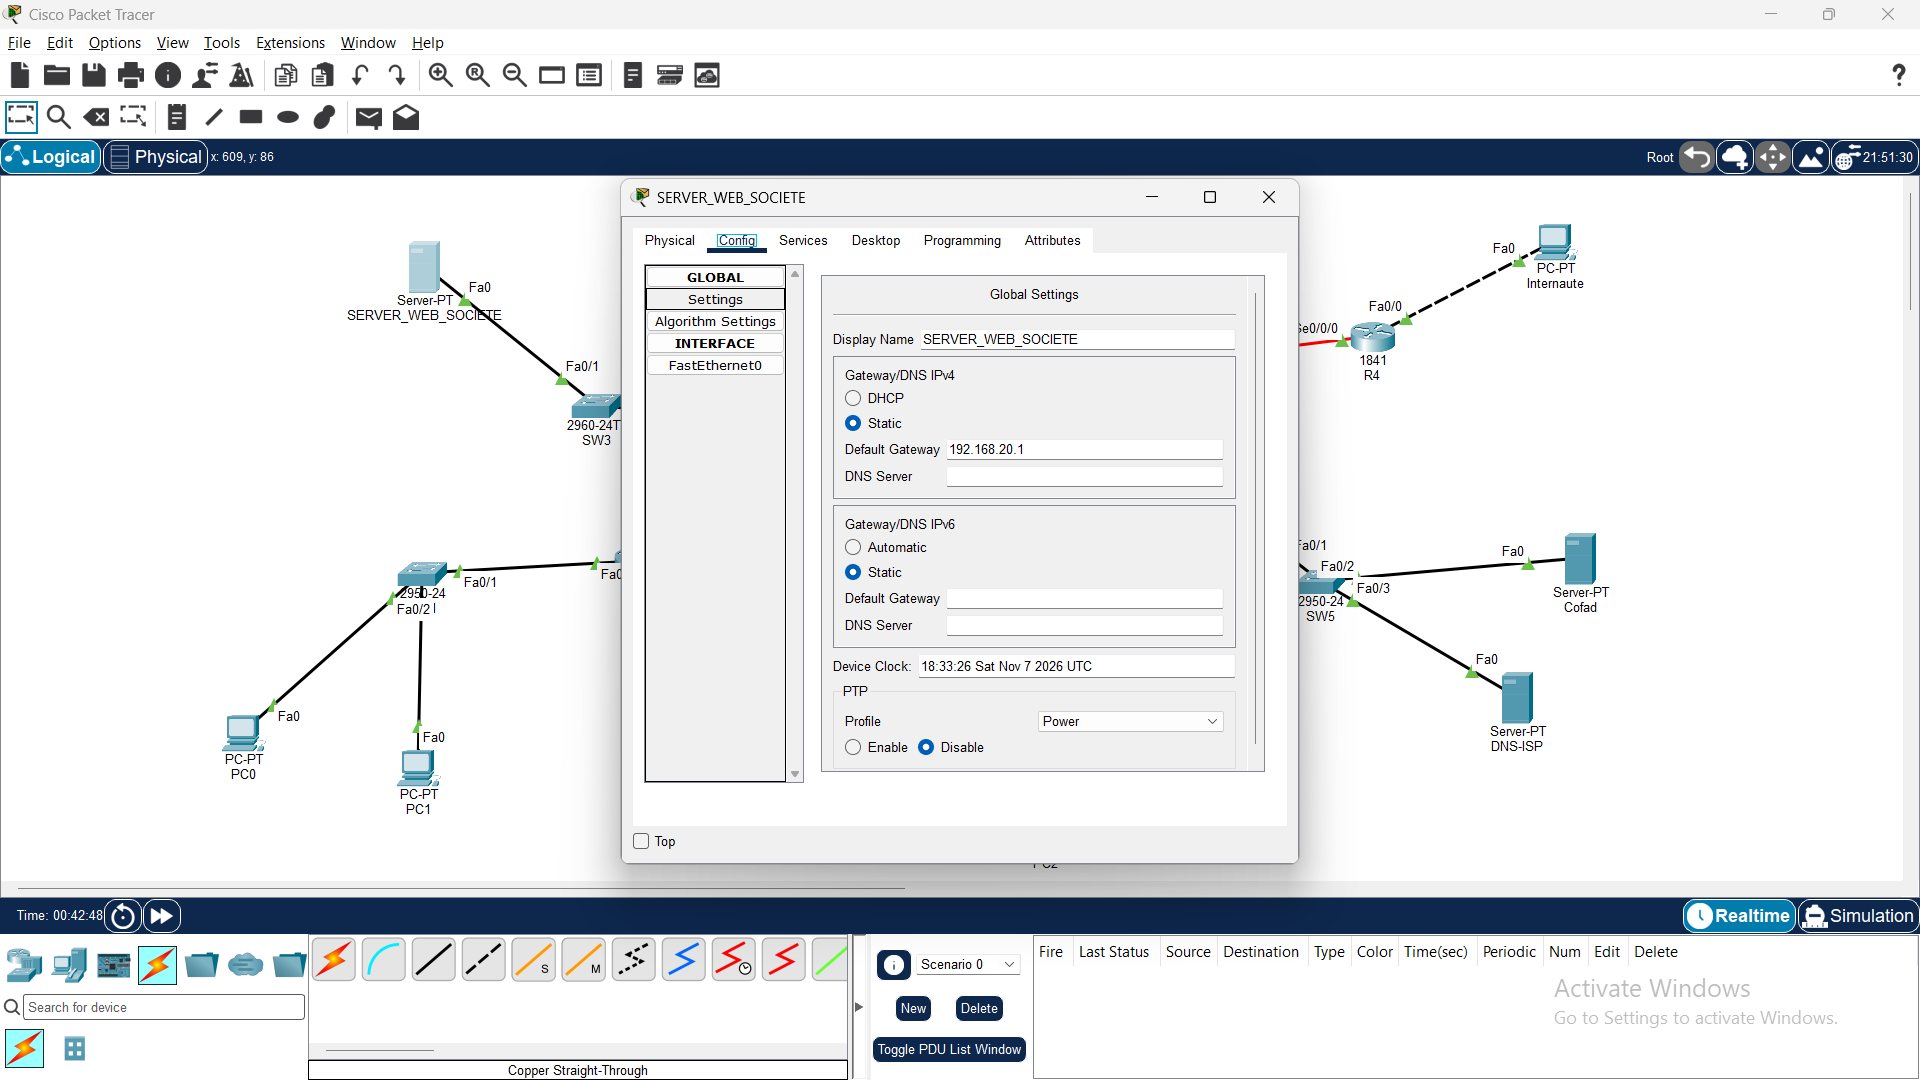 Cisco Packet Tracer
File Edit Options View Tools Extensions Window Help
Logical Physical x: 609, y: 86 Root 21:51:30
SERVER_WEB_SOCIETE
Physical Config Services Desktop Programming Attributes
GLOBAL
Settings
Algorithm Settings
INTERFACE
FastEthernet0
Global Settings
Display Name SERVER_WEB_SOCIETE
Gateway/DNS IPv4
DHCP
Static
Default Gateway 192.168.20.1
DNS Server
Gateway/DNS IPv6
Automatic
Static
Default Gateway
DNS Server
Device Clock: 18:33:26 Sat Nov 7 2026 UTC
PTP
Profile Power
Enable Disable
Top
Fa0
Server-PT
SERVER_WEB_SOCIETE
Fa0/1
2960-24T
SW3
Fa0/1
2950-24
Fa0/2
Fa0
PC-PT
PC0
Fa0
PC-PT
PC1
Fa0
PC-PT
Internaute
Fa0/0
Se0/0/0
1841
R4
Fa0/1
Fa0/2
Fa0/3
2950-24
SW5
Fa0
Server-PT
Cofad
Fa0
Server-PT
DNS-ISP
Time: 00:42:48 Realtime Simulation
Search for device
S
M
Copper Straight-Through
Scenario 0
New Delete
Toggle PDU List Window
Fire Last Status Source Destination Type Color Time(sec) Periodic Num Edit Delete
Activate Windows
Go to Settings to activate Windows.